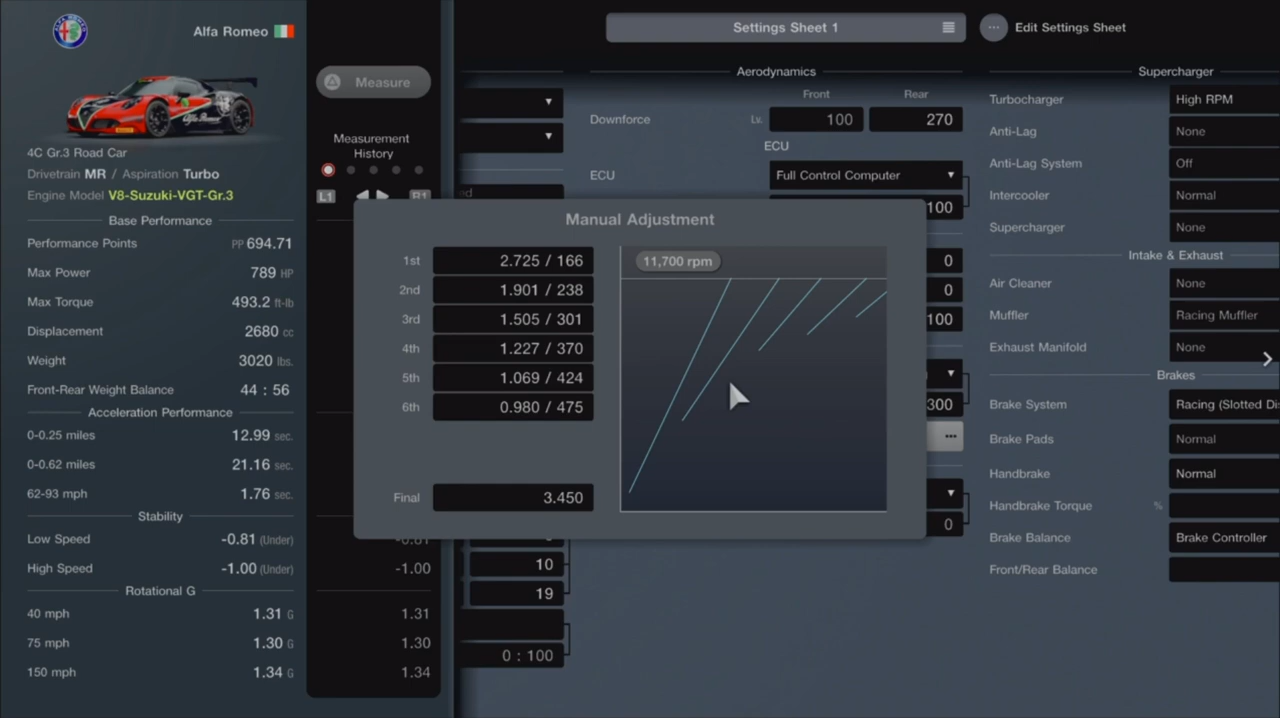 Alfa Romeo
4C Gr.3 Road Car
Drivetrain MR / Aspiration Turbo
Engine Model V8-Suzuki-VGT-Gr.3
Base Performance
Performance Points PP 694.71
Max Power 789 HP
Max Torque 493.2 ft-lb
Displacement 2680 cc
Weight 3020 lbs.
Front-Rear Weight Balance 44 : 56
Acceleration Performance
0-0.25 miles 12.99 sec.
0-0.62 miles 21.16 sec.
62-93 mph 1.76 sec.
Stability
Low Speed -0.81 (Under)
High Speed -1.00 (Under)
Rotational G
40 mph 1.31 G
75 mph 1.30 G
150 mph 1.34 G
Measure
Measurement
History
L1 R1
-0.81
-1.00
1.31
1.30
1.34
Settings Sheet 1
Edit Settings Sheet
10
19
0 : 100
Aerodynamics
Front Rear
Downforce Lv. 100 270
ECU
ECU Full Control Computer
100
0
0
100
300
0
Manual Adjustment
1st 2.725 / 166
2nd 1.901 / 238
3rd 1.505 / 301
4th 1.227 / 370
5th 1.069 / 424
6th 0.980 / 475
Final 3.450
11,700 rpm
Supercharger
Turbocharger High RPM
Anti-Lag None
Anti-Lag System Off
Intercooler Normal
Supercharger None
Intake & Exhaust
Air Cleaner None
Muffler Racing Muffler
Exhaust Manifold None
Brakes
Brake System Racing (Slotted Di
Brake Pads Normal
Handbrake Normal
Handbrake Torque %
Brake Balance Brake Controller
Front/Rear Balance